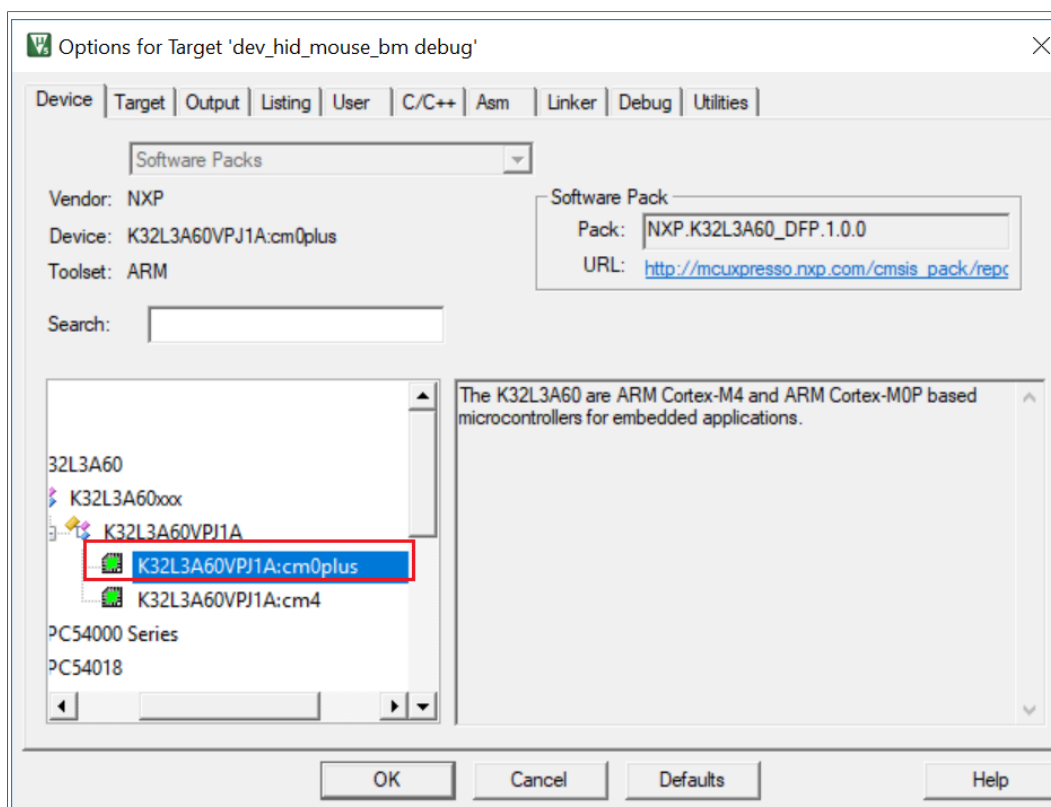 Options for Target 'dev_hid_mouse_bm debug'
Device Target Output Listing User C/C++ Asm Linker Debug Utilities
Software Packs
Vendor: NXP
Device: K32L3A60VPJ1A:cm0plus
Toolset: ARM
Software Pack
Pack: NXP.K32L3A60_DFP.1.0.0
URL: http://mcuxpresso.nxp.com/cmsis_pack/repo
Search:
32L3A60
K32L3A60xxx
K32L3A60VPJ1A
K32L3A60VPJ1A:cm0plus
K32L3A60VPJ1A:cm4
PC54000 Series
PC54018
The K32L3A60 are ARM Cortex-M4 and ARM Cortex-M0P based
microcontrollers for embedded applications.
OK Cancel Defaults Help